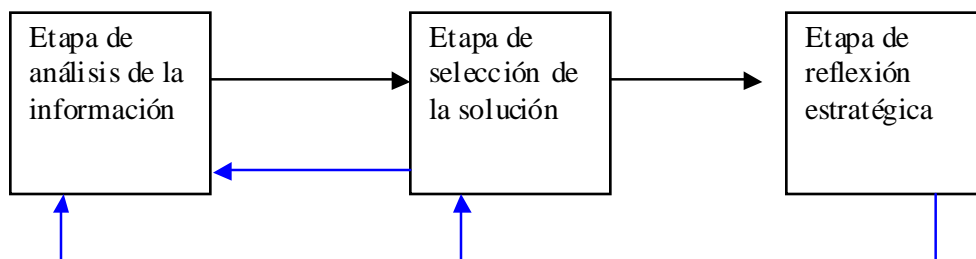 Etapa de
análisis de la
información
Etapa de
selección de
la solución
Etapa de
reflexión
estratégica